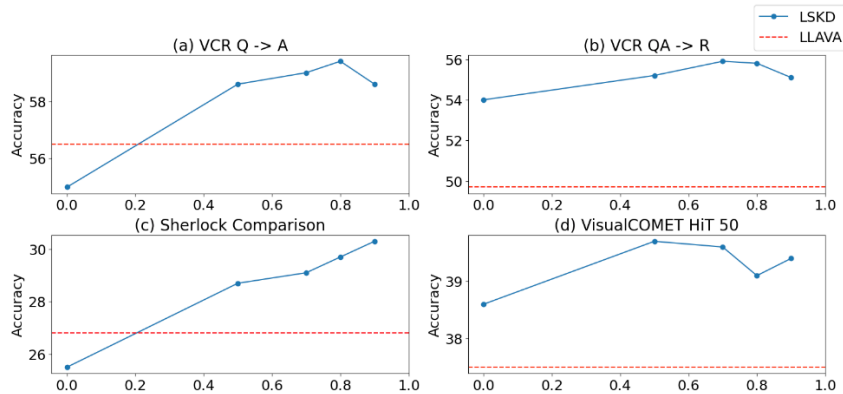 LSKD
LLAVA
(a) VCR Q -> A
Accuracy
58
56
0.0 0.2 0.4 0.6 0.8 1.0
(b) VCR QA -> R
Accuracy
56
54
52
50
0.0 0.2 0.4 0.6 0.8 1.0
(c) Sherlock Comparison
Accuracy
30
28
26
0.0 0.2 0.4 0.6 0.8 1.0
(d) VisualCOMET HiT 50
Accuracy
39
38
0.0 0.2 0.4 0.6 0.8 1.0